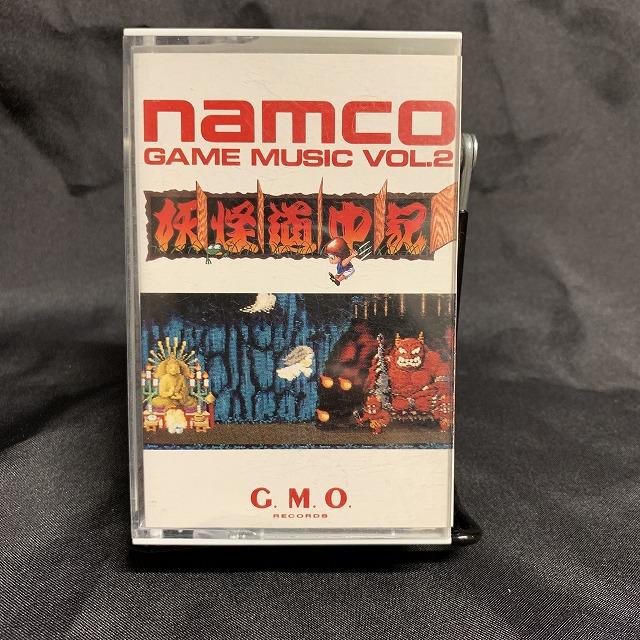 namco
GAME MUSIC VOL.2
妖怪道中記
G.M.O.
RECORDS